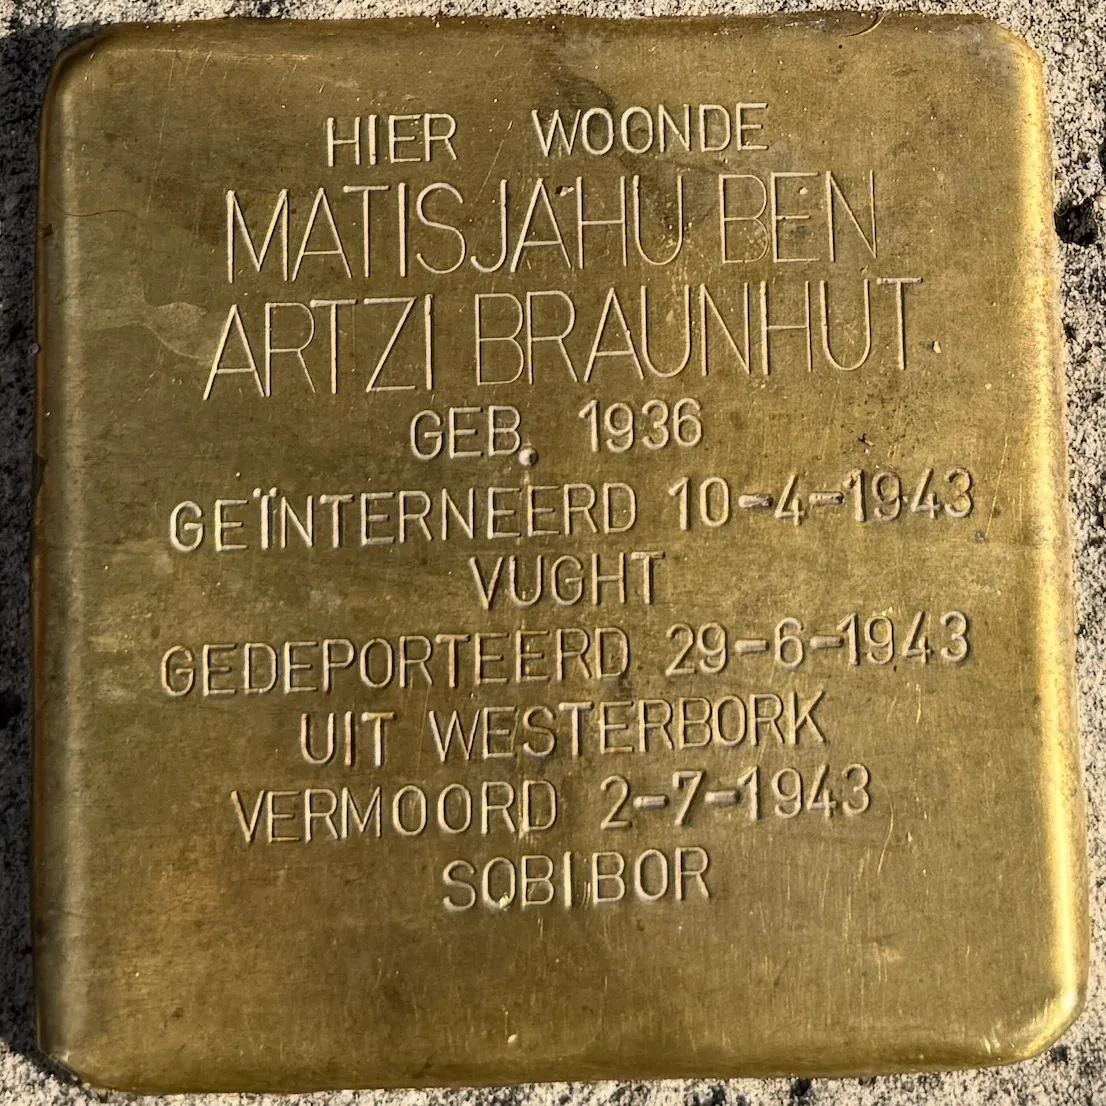 HIER WOONDE
MATISJAHU BEN
ARTZI BRAUNHUT
GEB. 1936
GEÏNTERNEERD 10-4-1943
VUGHT
GEDEPORTEERD 29-6-1943
UIT WESTERBORK
VERMOORD 2-7-1943
SOBIBOR